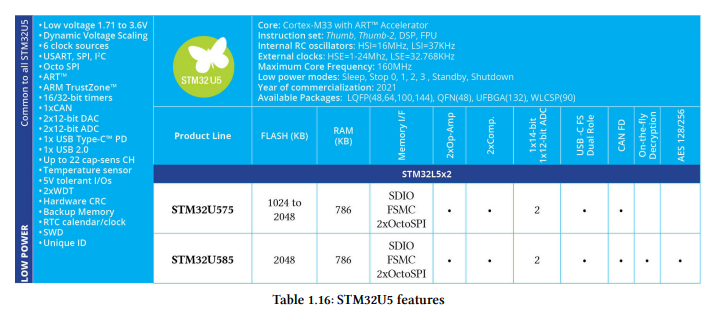 LOW POWER
Common to all STM32U5
•Low voltage 1.71 to 3.6V
•Dynamic Voltage Scaling
•6 clock sources
•USART, SPI, I²C
•Octo SPI
•ART™
•ARM TrustZone™
•16/32-bit timers
•1xCAN
•2x12-bit DAC
•2x12-bit ADC
•1x USB Type-C™ PD
•1x USB 2.0
•Up to 22 cap-sens CH
•Temperature sensor
•5V tolerant I/Os
•2xWDT
•Hardware CRC
•Backup Memory
•RTC calendar/clock
•SWD
•Unique ID
STM32 U5
Core: Cortex-M33 with ART™ Accelerator
Instruction set: Thumb, Thumb-2, DSP, FPU
Internal RC oscillators: HSI=16MHz, LSI=37KHz
External clocks: HSE=1-24Mhz, LSE=32.768KHz
Maximum Core Frequency: 160MHz
Low power modes: Sleep, Stop 0, 1, 2, 3 , Standby, Shutdown
Year of commercialization: 2021
Available Packages: LQFP(48,64,100,144), QFN(48), UFBGA(132), WLCSP(90)
Product Line
FLASH (KB)
RAM
(KB)
Memory I/F
2xOp-Amp
2xComp.
1x14-bit
1x12-bit ADC
USB -C FS
Dual Role
CAN FD
On-the-fly
Decryption
AES 128/256
STM32L5x2
STM32U575
1024 to
2048
786
SDIO
FSMC
2xOctoSPI
• • 2 • •
STM32U585
2048
786
SDIO
FSMC
2xOctoSPI
• • 2 • • • •
Table 1.16: STM32U5 features